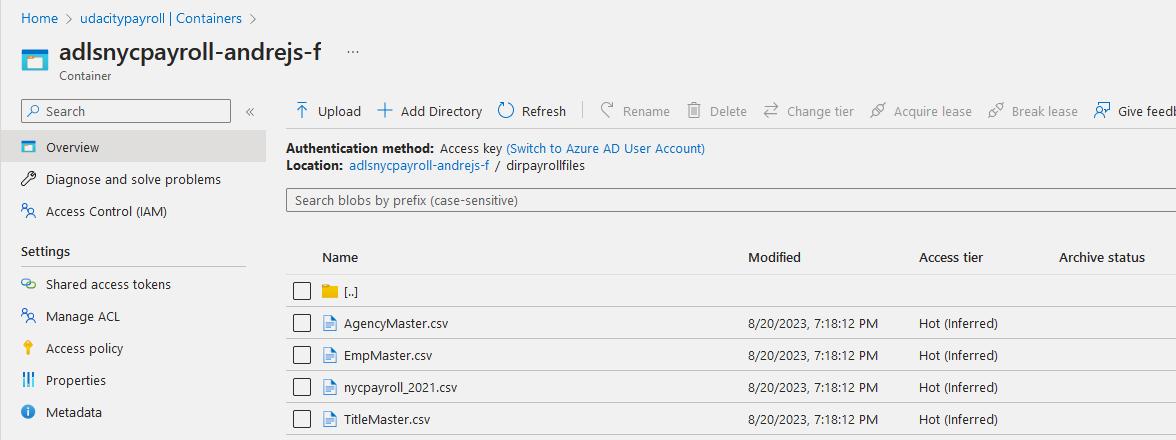 Home > udacitypayroll | Containers >
adlsnycpayroll-andrejs-f ...
Container
Search «
Upload Add Directory Refresh Rename Delete Change tier Acquire lease Break lease Give feedb
Overview
Diagnose and solve problems
Access Control (IAM)
Settings
Shared access tokens
Manage ACL
Access policy
Properties
Metadata
Authentication method: Access key (Switch to Azure AD User Account)
Location: adlsnycpayroll-andrejs-f / dirpayrollfiles
Search blobs by prefix (case-sensitive)
Name Modified Access tier Archive status
[..]
AgencyMaster.csv 8/20/2023, 7:18:12 PM Hot (Inferred)
EmpMaster.csv 8/20/2023, 7:18:12 PM Hot (Inferred)
nycpayroll_2021.csv 8/20/2023, 7:18:12 PM Hot (Inferred)
TitleMaster.csv 8/20/2023, 7:18:12 PM Hot (Inferred)